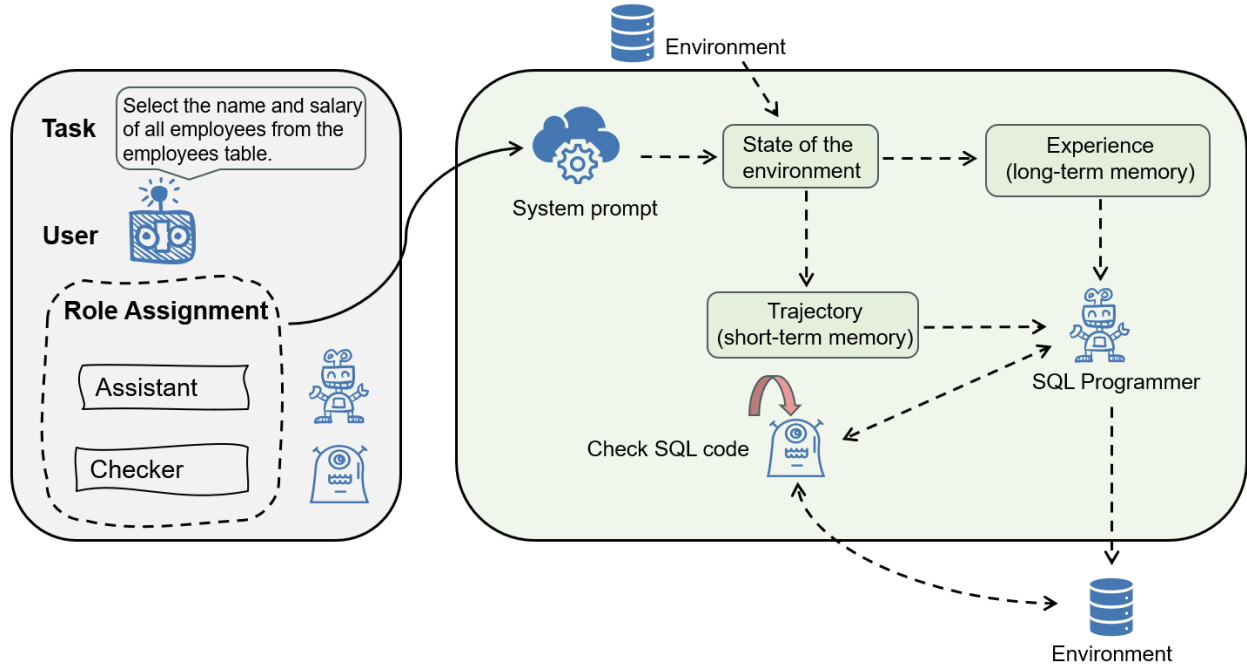 Environment
Task
Select the name and salary
of all employees from the
employees table.
User
Role Assignment
Assistant
Checker
System prompt
State of the
environment
Experience
(long-term memory)
Trajectory
(short-term memory)
SQL Programmer
Check SQL code
Environment